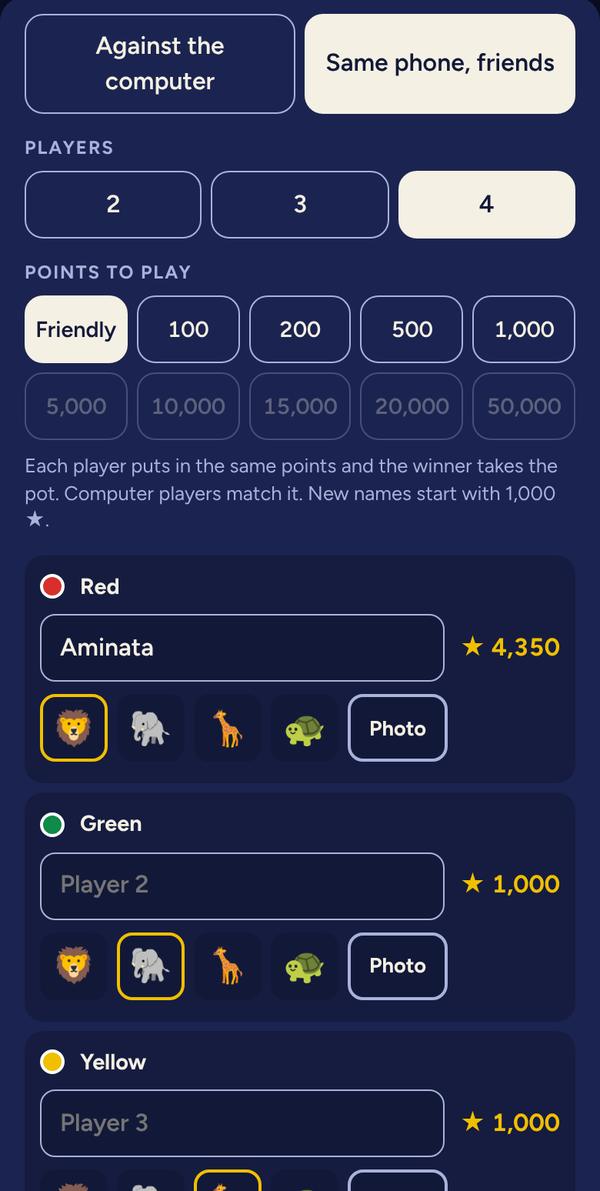 Against the
computer
Same phone, friends
PLAYERS
2
3
4
POINTS TO PLAY
Friendly
100
200
500
1,000
5,000
10,000
15,000
20,000
50,000
Each player puts in the same points and the winner takes the
pot. Computer players match it. New names start with 1,000
★.
Red
Aminata
★ 4,350
Photo
Green
Player 2
★ 1,000
Photo
Yellow
Player 3
★ 1,000